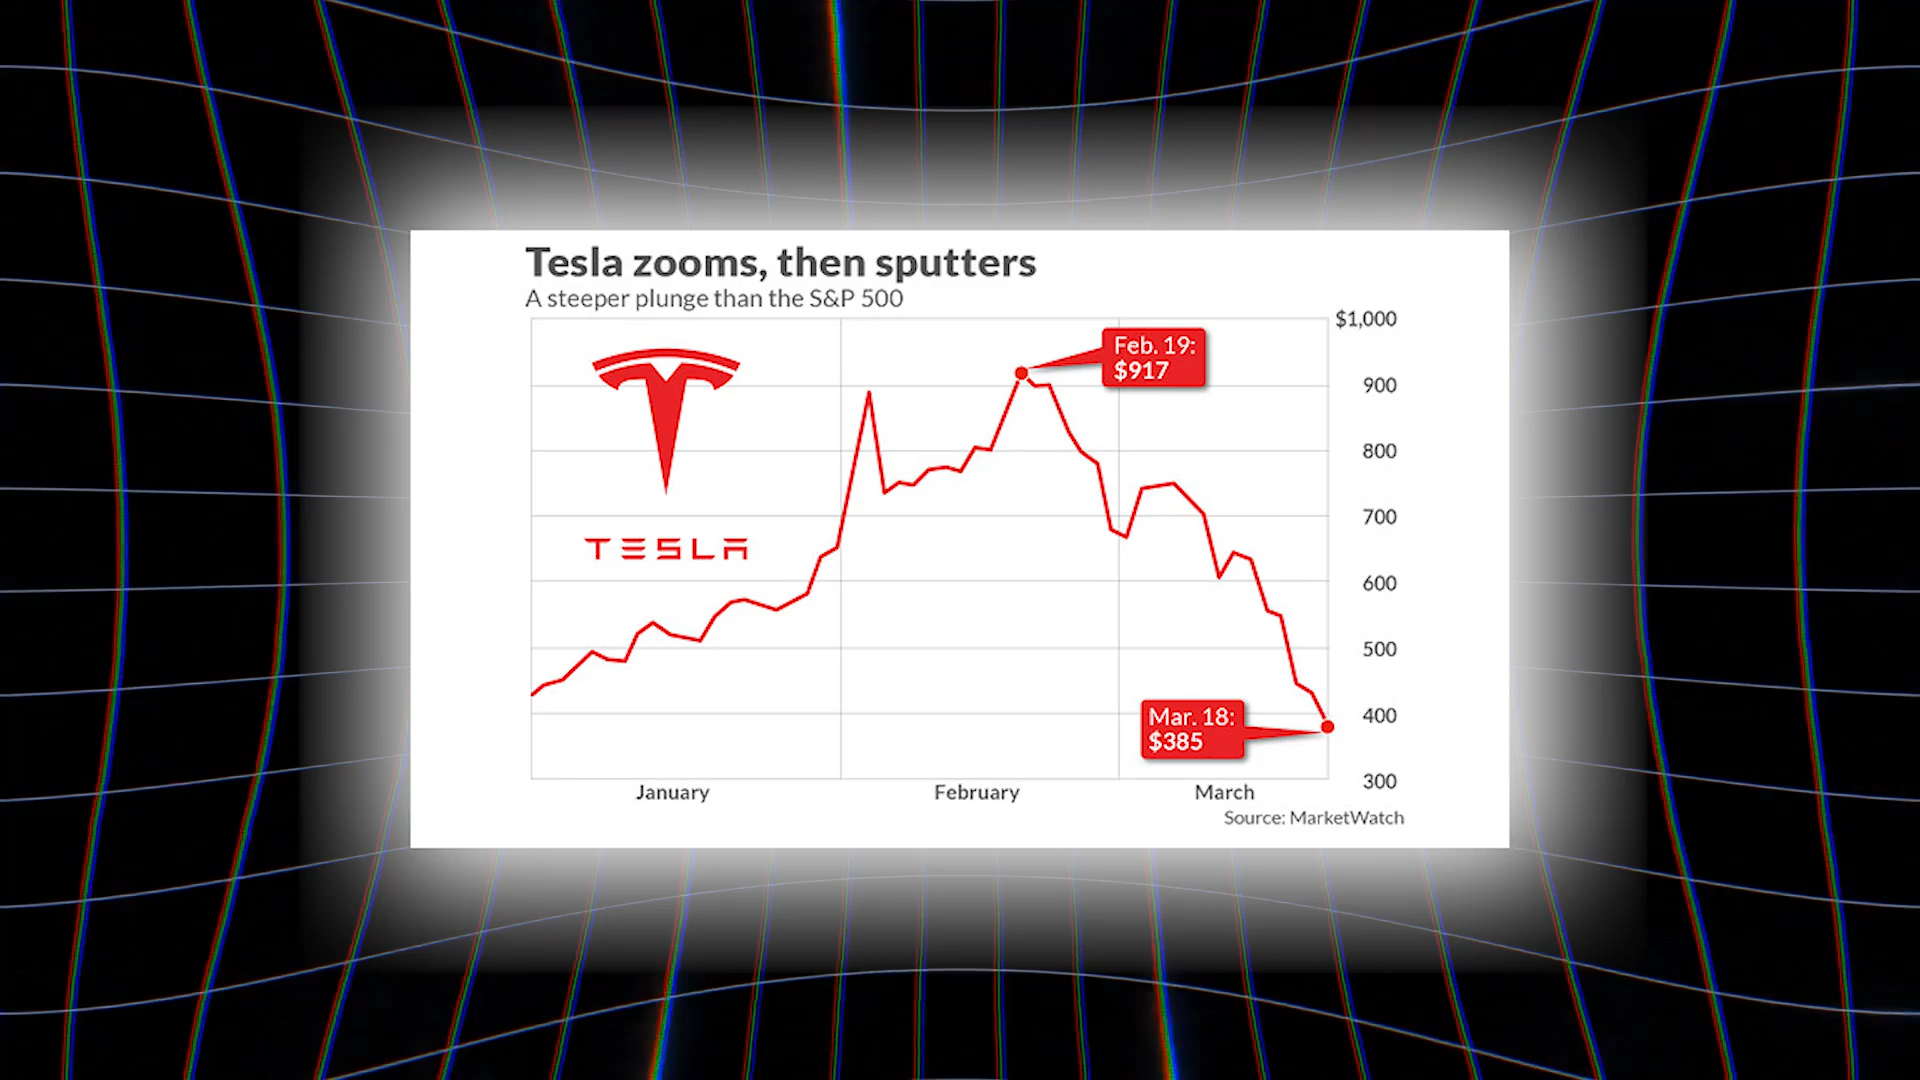 Tesla zooms, then sputters
A steeper plunge than the S&P 500
$1,000
Feb. 19:
$917
900
800
700
TESLA
600
500
400
Mar. 18:
$385
300
January
February
March
Source: MarketWatch